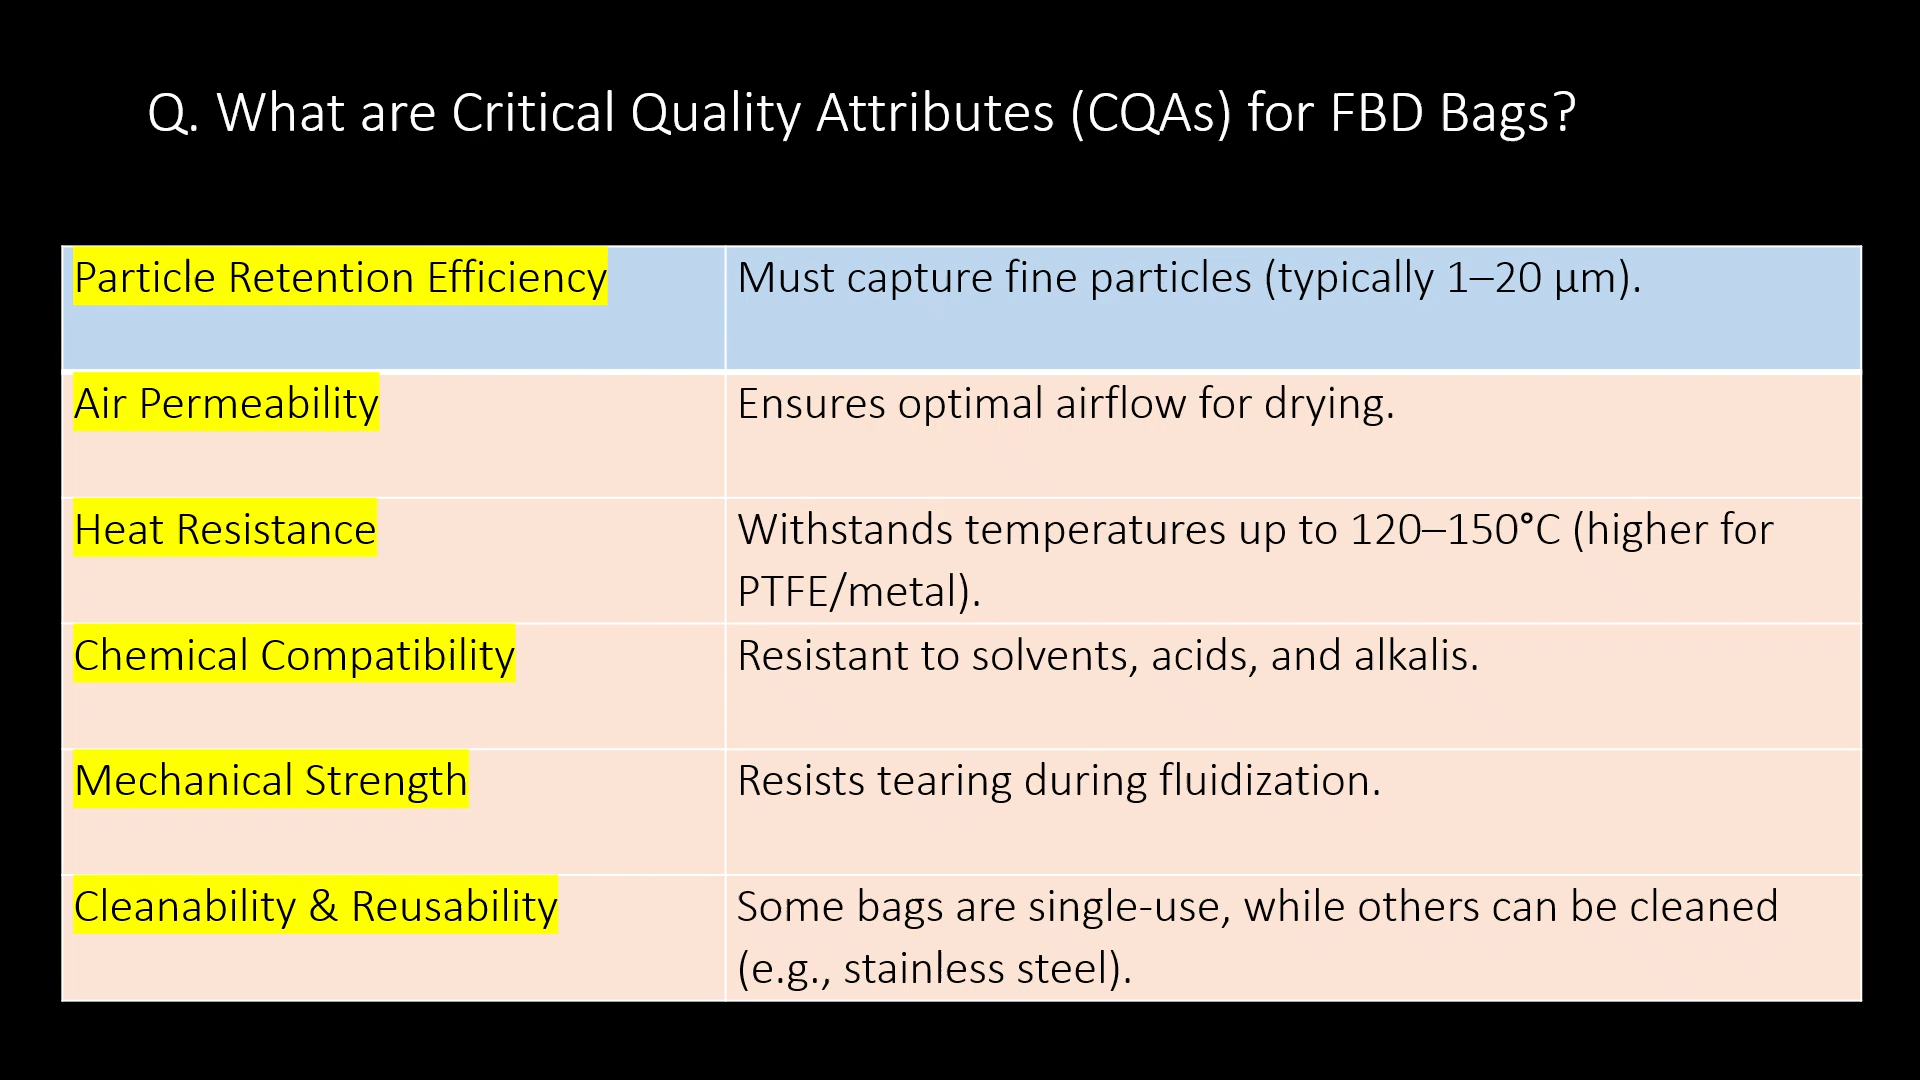 Q. What are Critical Quality Attributes (CQAs) for FBD Bags?
Particle Retention Efficiency
Must capture fine particles (typically 1–20 µm).
Air Permeability
Ensures optimal airflow for drying.
Heat Resistance
Withstands temperatures up to 120–150°C (higher for
PTFE/metal).
Chemical Compatibility
Resistant to solvents, acids, and alkalis.
Mechanical Strength
Resists tearing during fluidization.
Cleanability & Reusability
Some bags are single-use, while others can be cleaned
(e.g., stainless steel).